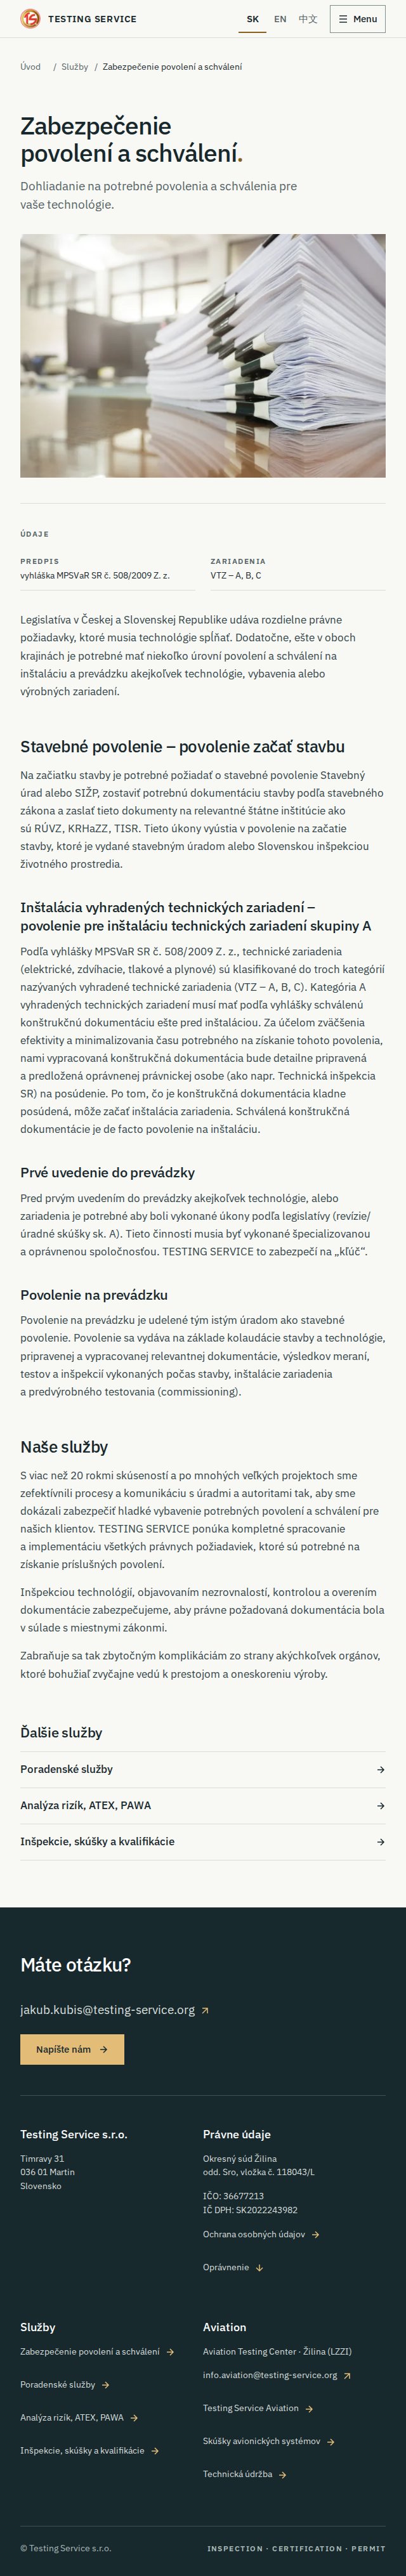 TESTING SERVICE
SK EN 中文 Menu
Úvod / Služby / Zabezpečenie povolení a schválení
Zabezpečenie
povolení a schválení.
Dohliadanie na potrebné povolenia a schválenia pre
vaše technológie.
ÚDAJE
PREDPIS
vyhláška MPSVaR SR č. 508/2009 Z. z.
ZARIADENIA
VTZ – A, B, C
Legislatíva v Českej a Slovenskej Republike udáva rozdielne právne
požiadavky, ktoré musia technológie spĺňať. Dodatočne, ešte v oboch
krajinách je potrebné mať niekoľko úrovní povolení a schválení na
inštaláciu a prevádzku akejkoľvek technológie, vybavenia alebo
výrobných zariadení.
Stavebné povolenie – povolenie začať stavbu
Na začiatku stavby je potrebné požiadať o stavebné povolenie Stavebný
úrad alebo SIŽP, zostaviť potrebnú dokumentáciu stavby podľa stavebného
zákona a zaslať tieto dokumenty na relevantné štátne inštitúcie ako
sú RÚVZ, KRHaZZ, TISR. Tieto úkony vyústia v povolenie na začatie
stavby, ktoré je vydané stavebným úradom alebo Slovenskou inšpekciou
životného prostredia.
Inštalácia vyhradených technických zariadení –
povolenie pre inštaláciu technických zariadení skupiny A
Podľa vyhlášky MPSVaR SR č. 508/2009 Z. z., technické zariadenia
(elektrické, zdvíhacie, tlakové a plynové) sú klasifikované do troch kategórií
nazývaných vyhradené technické zariadenia (VTZ – A, B, C). Kategória A
vyhradených technických zariadení musí mať podľa vyhlášky schválenú
konštrukčnú dokumentáciu ešte pred inštaláciou. Za účelom zväčšenia
efektivity a minimalizovania času potrebného na získanie tohoto povolenia,
nami vypracovaná konštrukčná dokumentácia bude detailne pripravená
a predložená oprávnenej právnickej osobe (ako napr. Technická inšpekcia
SR) na posúdenie. Po tom, čo je konštrukčná dokumentácia kladne
posúdená, môže začať inštalácia zariadenia. Schválená konštrukčná
dokumentácie je de facto povolenie na inštaláciu.
Prvé uvedenie do prevádzky
Pred prvým uvedením do prevádzky akejkoľvek technológie, alebo
zariadenia je potrebné aby boli vykonané úkony podľa legislatívy (revízie/
úradné skúšky sk. A). Tieto činnosti musia byť vykonané špecializovanou
a oprávnenou spoločnosťou. TESTING SERVICE to zabezpečí na „kľúč“.
Povolenie na prevádzku
Povolenie na prevádzku je udelené tým istým úradom ako stavebné
povolenie. Povolenie sa vydáva na základe kolaudácie stavby a technológie,
pripravenej a vypracovanej relevantnej dokumentácie, výsledkov meraní,
testov a inšpekcií vykonaných počas stavby, inštalácie zariadenia
a predvýrobného testovania (commissioning).
Naše služby
S viac než 20 rokmi skúseností a po mnohých veľkých projektoch sme
zefektívnili procesy a komunikáciu s úradmi a autoritami tak, aby sme
dokázali zabezpečiť hladké vybavenie potrebných povolení a schválení pre
našich klientov. TESTING SERVICE ponúka kompletné spracovanie
a implementáciu všetkých právnych požiadaviek, ktoré sú potrebné na
získanie príslušných povolení.
Inšpekciou technológií, objavovaním nezrovnalostí, kontrolou a overením
dokumentácie zabezpečujeme, aby právne požadovaná dokumentácia bola
v súlade s miestnymi zákonmi.
Zabraňuje sa tak zbytočným komplikáciám zo strany akýchkoľvek orgánov,
ktoré bohužiaľ zvyčajne vedú k prestojom a oneskoreniu výroby.
Ďalšie služby
Poradenské služby
Analýza rizík, ATEX, PAWA
Inšpekcie, skúšky a kvalifikácie
Máte otázku?
jakub.kubis@testing-service.org
Napíšte nám
Testing Service s.r.o.
Timravy 31
036 01 Martin
Slovensko
Právne údaje
Okresný súd Žilina
odd. Sro, vložka č. 118043/L
IČO: 36677213
IČ DPH: SK2022243982
Ochrana osobných údajov
Oprávnenie
Služby
Zabezpečenie povolení a schválení
Poradenské služby
Analýza rizík, ATEX, PAWA
Inšpekcie, skúšky a kvalifikácie
Aviation
Aviation Testing Center · Žilina (LZZI)
info.aviation@testing-service.org
Testing Service Aviation
Skúšky avionických systémov
Technická údržba
© Testing Service s.r.o.
INSPECTION · CERTIFICATION · PERMIT